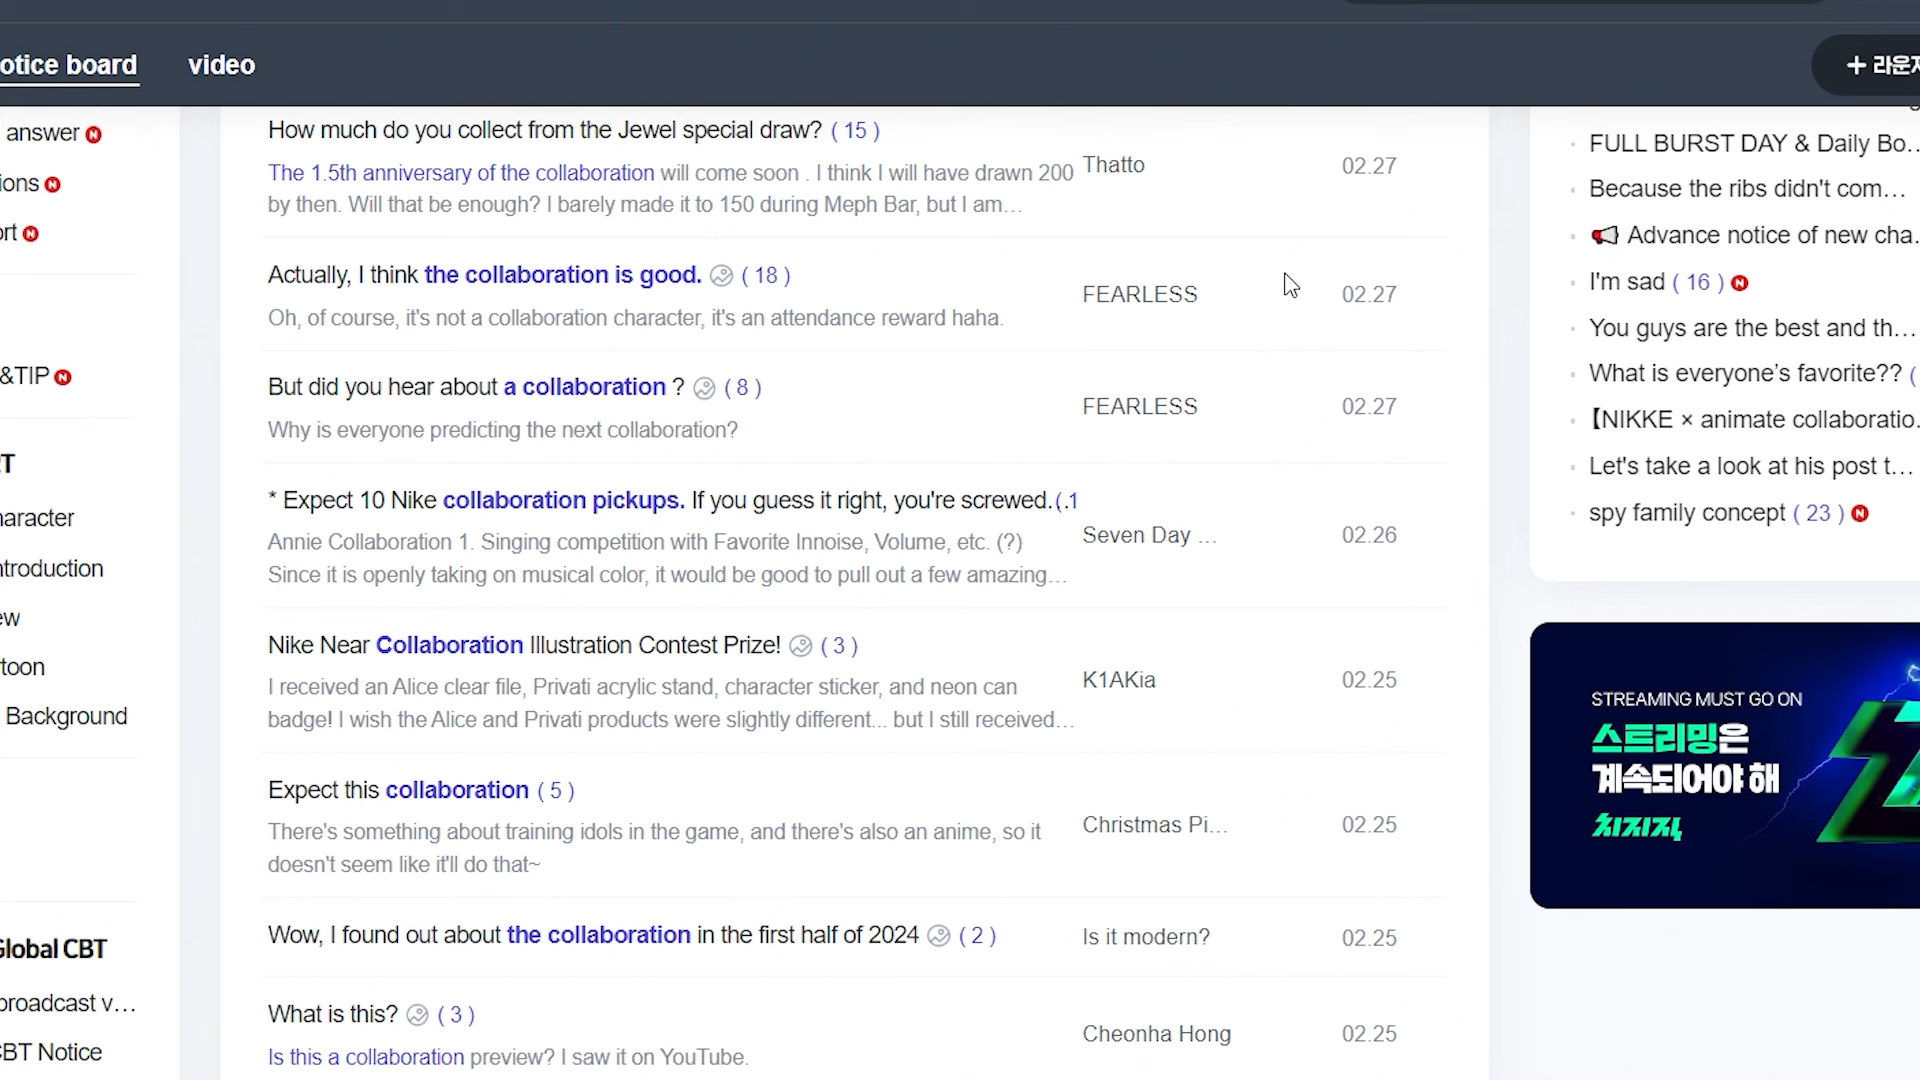 otice board
video
+ 라운
answer N
ions N
ort N
&TIP N
haracter
ntroduction
ew
toon
Background
Global CBT
broadcast v...
CBT Notice
How much do you collect from the Jewel special draw? ( 15 )
The 1.5th anniversary of the collaboration will come soon . I think I will have drawn 200
by then. Will that be enough? I barely made it to 150 during Meph Bar, but I am...
Thatto
02.27
Actually, I think the collaboration is good. ( 18 )
Oh, of course, it's not a collaboration character, it's an attendance reward haha.
FEARLESS
02.27
But did you hear about a collaboration ? ( 8 )
Why is everyone predicting the next collaboration?
FEARLESS
02.27
* Expect 10 Nike collaboration pickups. If you guess it right, you're screwed.(.1
Annie Collaboration 1. Singing competition with Favorite Innoise, Volume, etc. (?)
Since it is openly taking on musical color, it would be good to pull out a few amazing...
Seven Day ...
02.26
Nike Near Collaboration Illustration Contest Prize! ( 3 )
I received an Alice clear file, Privati acrylic stand, character sticker, and neon can
badge! I wish the Alice and Privati products were slightly different... but I still received...
K1AKia
02.25
Expect this collaboration ( 5 )
There's something about training idols in the game, and there's also an anime, so it
doesn't seem like it'll do that~
Christmas Pi...
02.25
Wow, I found out about the collaboration in the first half of 2024 ( 2 )
Is it modern?
02.25
What is this? ( 3 )
Is this a collaboration preview? I saw it on YouTube.
Cheonha Hong
02.25
FULL BURST DAY & Daily Bo...
Because the ribs didn't com...
Advance notice of new cha...
I'm sad ( 16 ) N
You guys are the best and th...
What is everyone’s favorite?? (
【NIKKE × animate collaboratio...
Let's take a look at his post t...
spy family concept ( 23 ) N
STREAMING MUST GO ON
스트리밍은
계속되어야 해
치지직